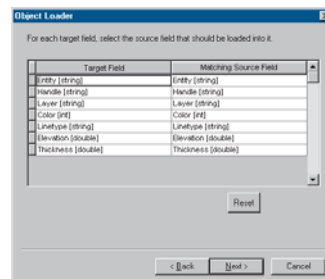 Object Loader
For each target field, select the source field that should be loaded into it.
Target Field Matching Source Field
Entity [string] Entity [string]
Handle [string] Handle [string]
Layer [string] Layer [string]
Color [int] Color [int]
Linetype [string] Linetype [string]
Elevation [double] Elevation [double]
Thickness [double] Thickness [double]
Reset
< Back Next > Cancel